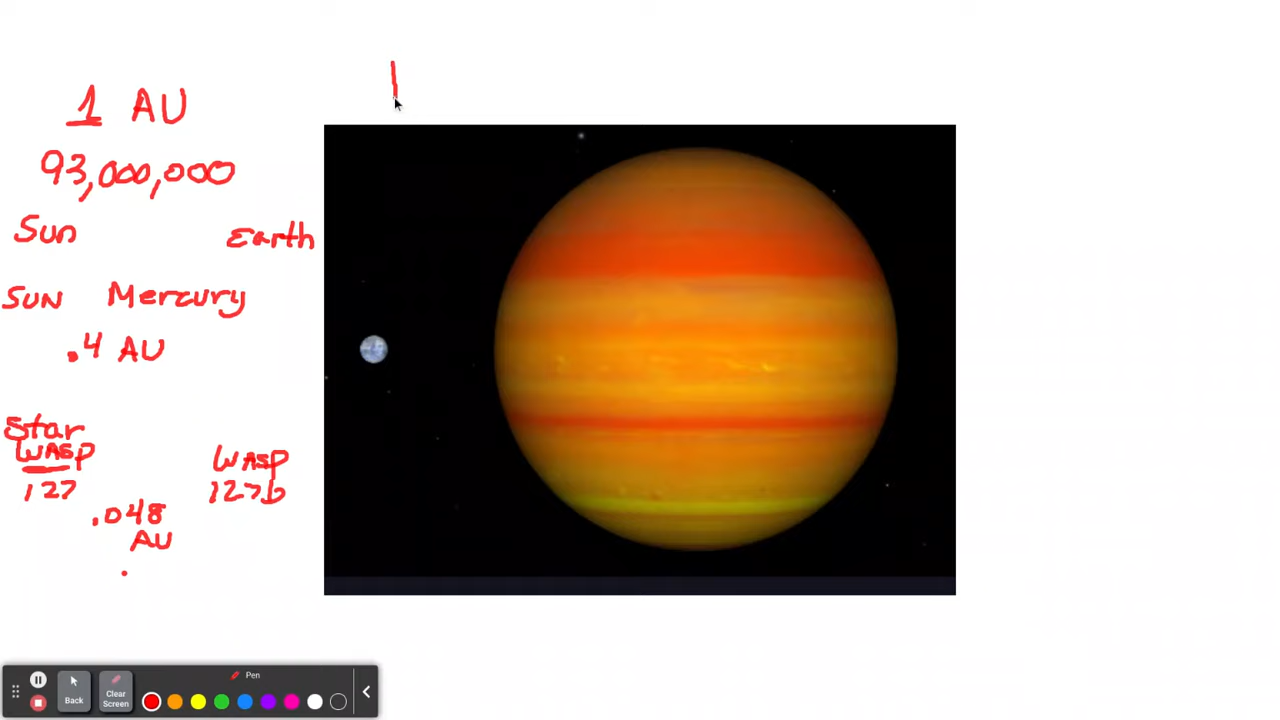 1 AU
93,000,000
Sun Earth
Sun Mercury
.4 AU
Star
WASP WASP
127 127b
.048
AU
Pen
Back
Clear
Screen